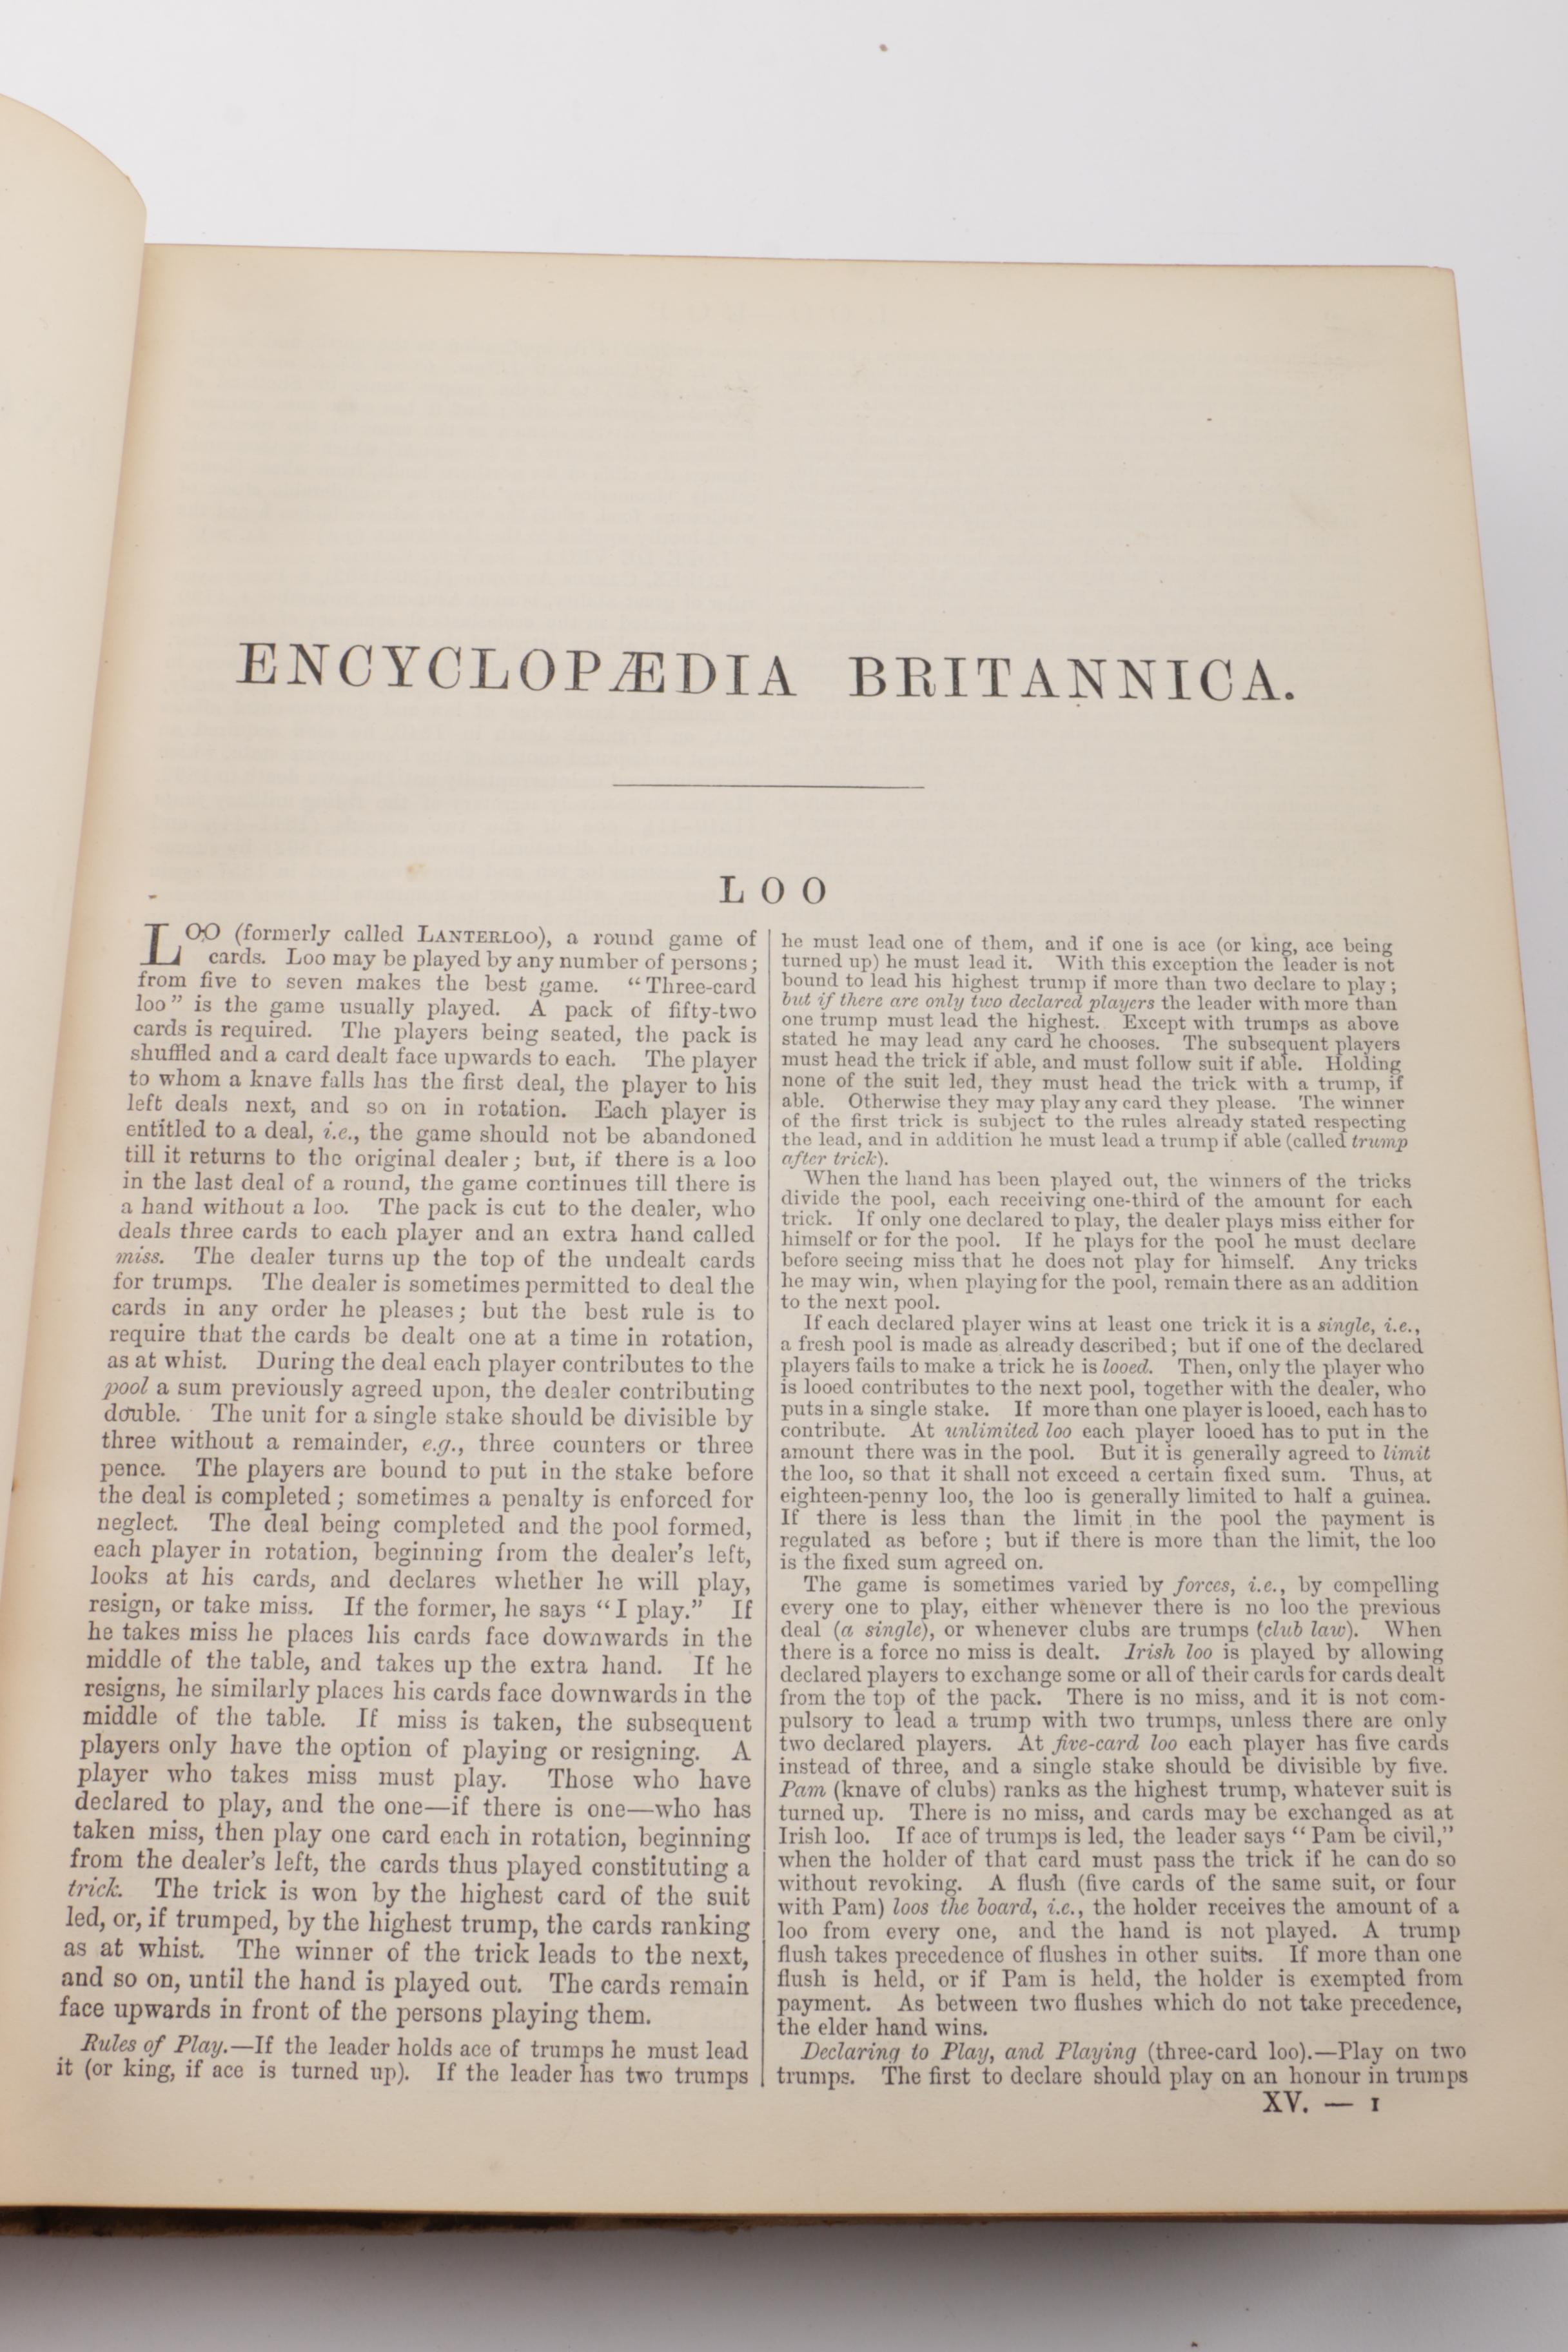 ENCYCLOPÆDIA BRITANNICA.
LOO
LOO (formerly called LANTERLOO), a round game of
cards. Loo may be played by any number of persons;
from five to seven makes the best game. “Three-card
loo” is the game usually played. A pack of fifty-two
cards is required. The players being seated, the pack is
shuffled and a card dealt face upwards to each. The player
to whom a knave falls has the first deal, the player to his
left deals next, and so on in rotation. Each player is
entitled to a deal, i.e., the game should not be abandoned
till it returns to the original dealer; but, if there is a loo
in the last deal of a round, the game continues till there is
a hand without a loo. The pack is cut to the dealer, who
deals three cards to each player and an extra hand called
miss. The dealer turns up the top of the undealt cards
for trumps. The dealer is sometimes permitted to deal the
cards in any order he pleases; but the best rule is to
require that the cards be dealt one at a time in rotation,
as at whist. During the deal each player contributes to the
pool a sum previously agreed upon, the dealer contributing
double. The unit for a single stake should be divisible by
three without a remainder, e.g., three counters or three
pence. The players are bound to put in the stake before
the deal is completed; sometimes a penalty is enforced for
neglect. The deal being completed and the pool formed,
each player in rotation, beginning from the dealer's left,
looks at his cards, and declares whether he will play,
resign, or take miss. If the former, he says “I play.” If
he takes miss he places his cards face downwards in the
middle of the table, and takes up the extra hand. If he
resigns, he similarly places his cards face downwards in the
middle of the table. If miss is taken, the subsequent
players only have the option of playing or resigning. A
player who takes miss must play. Those who have
declared to play, and the one—if there is one—who has
taken miss, then play one card each in rotation, beginning
from the dealer's left, the cards thus played constituting a
trick. The trick is won by the highest card of the suit
led, or, if trumped, by the highest trump, the cards ranking
as at whist. The winner of the trick leads to the next,
and so on, until the hand is played out. The cards remain
face upwards in front of the persons playing them.
Rules of Play.—If the leader holds ace of trumps he must lead
it (or king, if ace is turned up). If the leader has two trumps
he must lead one of them, and if one is ace (or king, ace being
turned up) he must lead it. With this exception the leader is not
bound to lead his highest trump if more than two declare to play;
but if there are only two declared players the leader with more than
one trump must lead the highest. Except with trumps as above
stated he may lead any card he chooses. The subsequent players
must head the trick if able, and must follow suit if able. Holding
none of the suit led, they must head the trick with a trump, if
able. Otherwise they may play any card they please. The winner
of the first trick is subject to the rules already stated respecting
the lead, and in addition he must lead a trump if able (called trump
after trick).
When the hand has been played out, the winners of the tricks
divide the pool, each receiving one-third of the amount for each
trick. If only one declared to play, the dealer plays miss either for
himself or for the pool. If he plays for the pool he must declare
before seeing miss that he does not play for himself. Any tricks
he may win, when playing for the pool, remain there as an addition
to the next pool.
If each declared player wins at least one trick it is a single, i.e.,
a fresh pool is made as already described; but if one of the declared
players fails to make a trick he is looed. Then, only the player who
is looed contributes to the next pool, together with the dealer, who
puts in a single stake. If more than one player is looed, each has to
contribute. At unlimited loo each player looed has to put in the
amount there was in the pool. But it is generally agreed to limit
the loo, so that it shall not exceed a certain fixed sum. Thus, at
eighteen-penny loo, the loo is generally limited to half a guinea.
If there is less than the limit in the pool the payment is
regulated as before; but if there is more than the limit, the loo
is the fixed sum agreed on.
The game is sometimes varied by forces, i.e., by compelling
every one to play, either whenever there is no loo the previous
deal (a single), or whenever clubs are trumps (club law). When
there is a force no miss is dealt. Irish loo is played by allowing
declared players to exchange some or all of their cards for cards dealt
from the top of the pack. There is no miss, and it is not com-
pulsory to lead a trump with two trumps, unless there are only
two declared players. At five-card loo each player has five cards
instead of three, and a single stake should be divisible by five.
Pam (knave of clubs) ranks as the highest trump, whatever suit is
turned up. There is no miss, and cards may be exchanged as at
Irish loo. If ace of trumps is led, the leader says “Pam be civil,”
when the holder of that card must pass the trick if he can do so
without revoking. A flush (five cards of the same suit, or four
with Pam) loos the board, i.e., the holder receives the amount of a
loo from every one, and the hand is not played. A trump
flush takes precedence of flushes in other suits. If more than one
flush is held, or if Pam is held, the holder is exempted from
payment. As between two flushes which do not take precedence,
the elder hand wins.
Declaring to Play, and Playing (three-card loo).—Play on two
trumps. The first to declare should play on an honour in trumps
XV. — 1